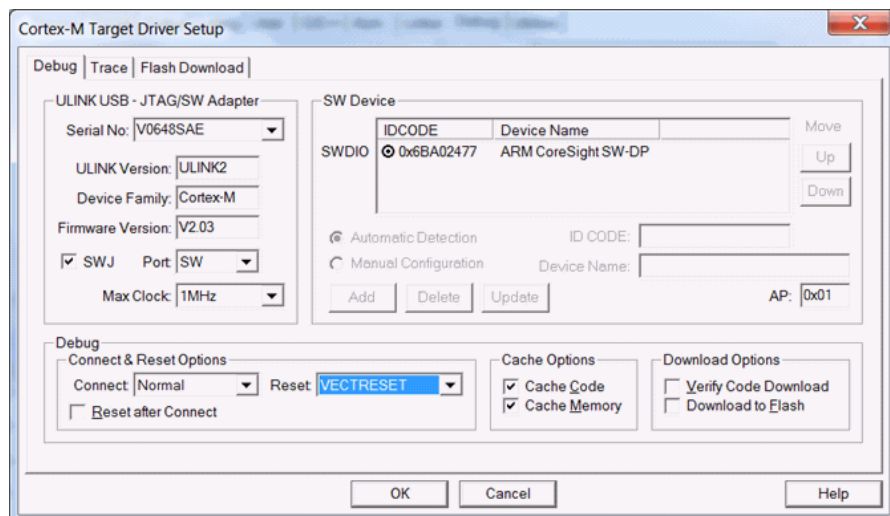 Cortex-M Target Driver Setup
Debug Trace Flash Download
ULINK USB - JTAG/SW Adapter
Serial No: V0648SAE
ULINK Version: ULINK2
Device Family: Cortex-M
Firmware Version: V2.03
SWJ Port: SW
Max Clock: 1MHz
SW Device
IDCODE Device Name Move
SWDIO 0x6BA02477 ARM CoreSight SW-DP Up
Down
Automatic Detection ID CODE:
Manual Configuration Device Name:
Add Delete Update AP: 0x01
Debug
Connect & Reset Options
Connect: Normal Reset: VECTRESET
Reset after Connect
Cache Options
Cache Code
Cache Memory
Download Options
Verify Code Download
Download to Flash
OK Cancel Help